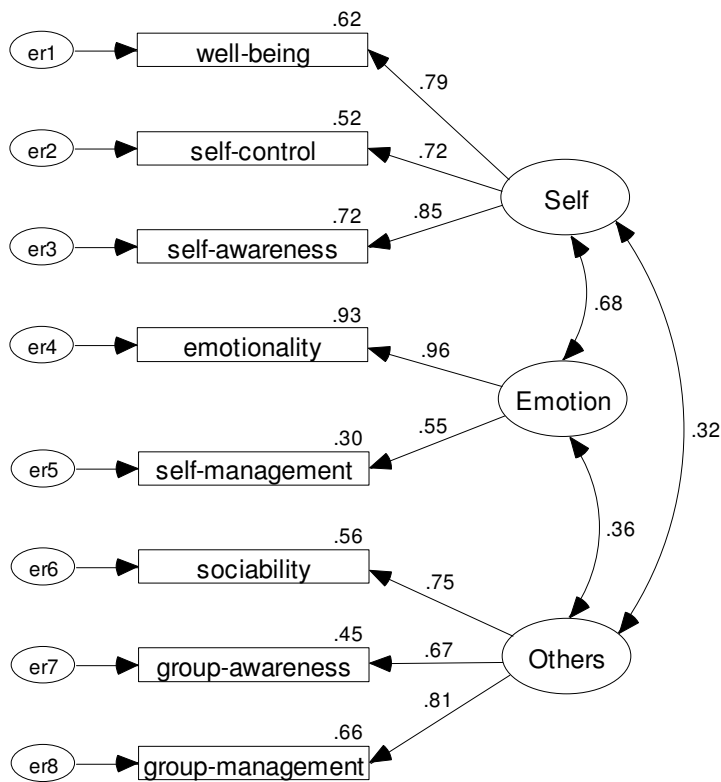 .62
er1
well-being
.79
.52
er2
self-control
.72
Self
.72
er3
self-awareness
.85
.68
.93
er4
emotionality
.96
Emotion
.32
.30
er5
self-management
.55
.36
.56
er6
sociability
.75
.45
er7
group-awareness
.67
Others
.66
er8
group-management
.81